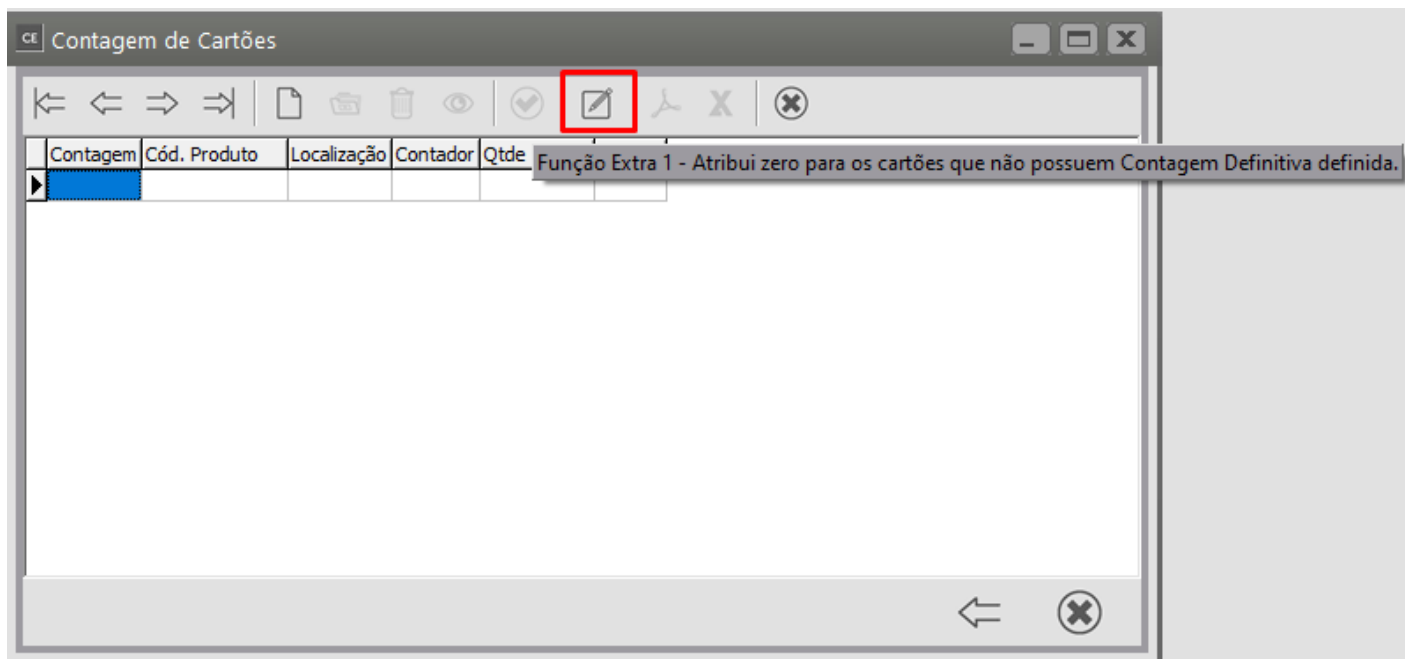 CE Contagem de Cartões
Contagem Cód. Produto Localização Contador Qtde
Função Extra 1 - Atribui zero para os cartões que não possuem Contagem Definitiva definida.